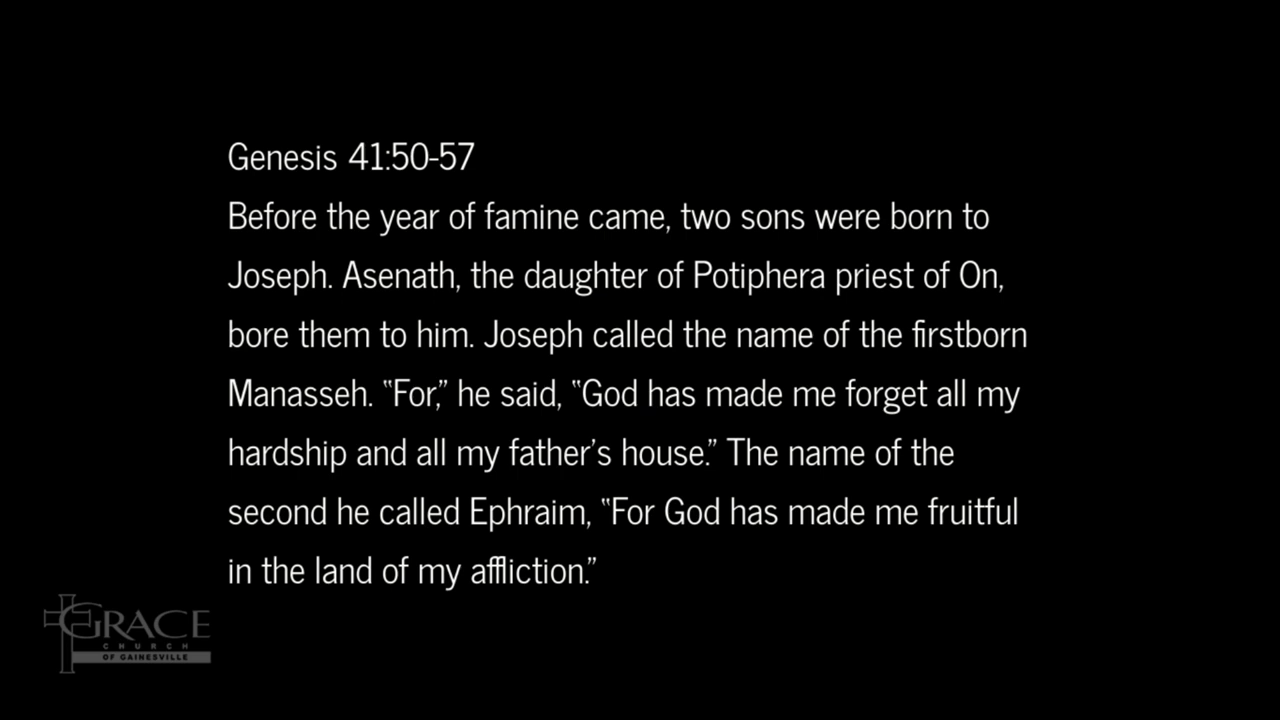 Genesis 41:50-57
Before the year of famine came, two sons were born to
Joseph. Asenath, the daughter of Potiphera priest of On,
bore them to him. Joseph called the name of the firstborn
Manasseh. “For,” he said, “God has made me forget all my
hardship and all my father’s house.” The name of the
second he called Ephraim, “For God has made me fruitful
in the land of my affliction.”
GRACE
CHURCH
OF GAINESVILLE